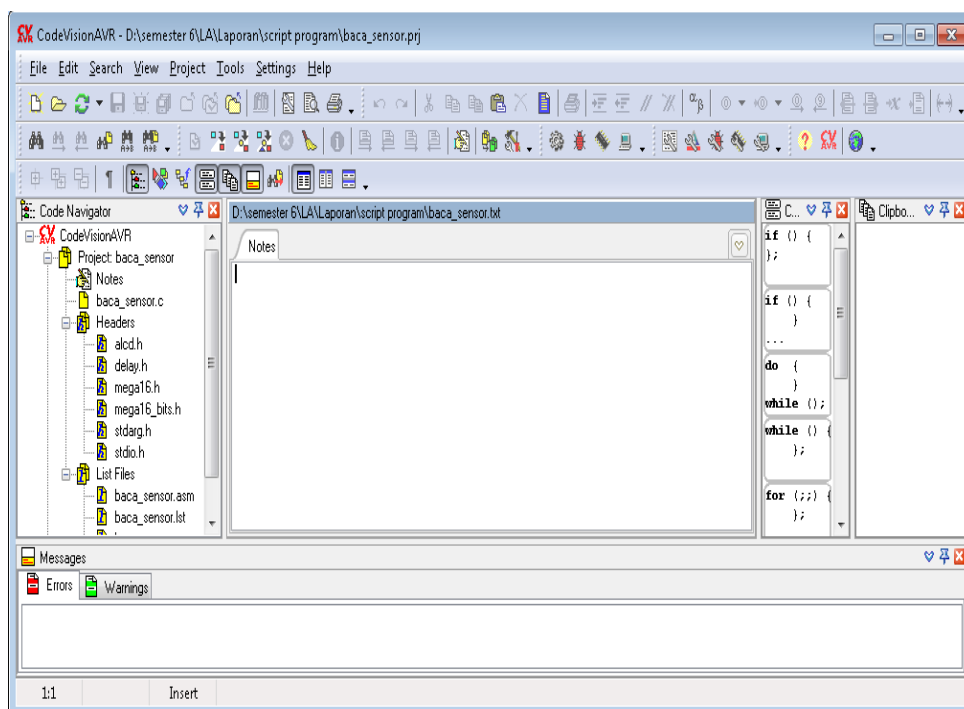 CodeVisionAVR - D:\semester 6\LA\Laporan\script program\baca_sensor.prj
File Edit Search View Project Tools Settings Help
Code Navigator
CodeVisionAVR
Project: baca_sensor
Notes
baca_sensor.c
Headers
alcd.h
delay.h
mega16.h
mega16_bits.h
stdarg.h
stdio.h
List Files
baca_sensor.asm
baca_sensor.lst
D:\semester 6\LA\Laporan\script program\baca_sensor.txt
Notes
C...
if () {
};
if () {
}
...
do {
}
while ();
while () {
};
for (;;) {
};
Clipbo...
Messages
Errors Warnings
1:1 Insert